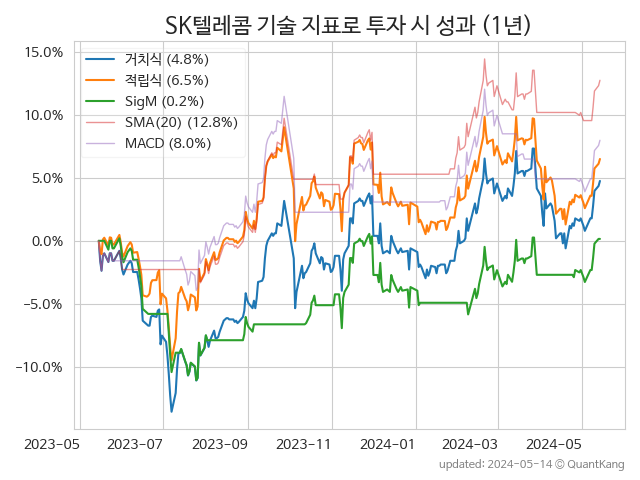 SK텔레콤 기술 지표로 투자 시 성과 (1년)
15.0%
10.0%
5.0%
0.0%
−5.0%
−10.0%
거치식 (4.8%)
적립식 (6.5%)
SigM (0.2%)
SMA(20) (12.8%)
MACD (8.0%)
2023-05 2023-07 2023-09 2023-11 2024-01 2024-03 2024-05
updated: 2024-05-14 ⓒ QuantKang